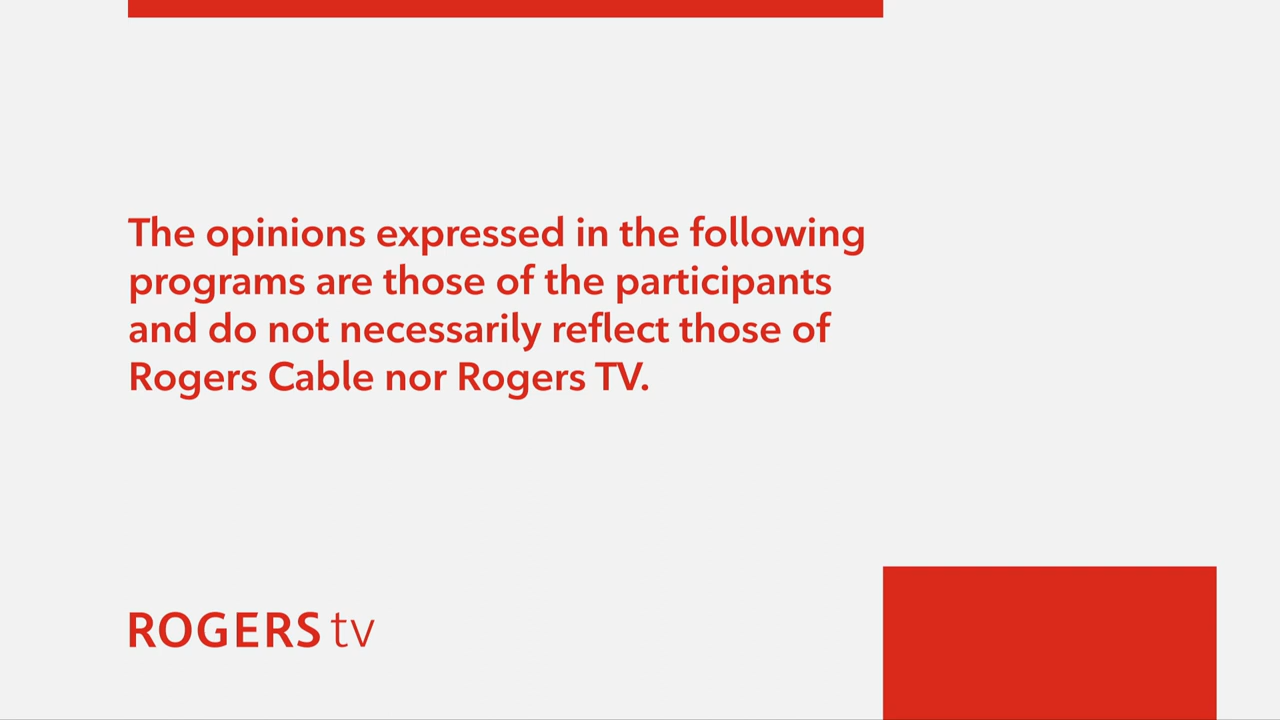 The opinions expressed in the following
programs are those of the participants
and do not necessarily reflect those of
Rogers Cable nor Rogers TV.
ROGERS tv